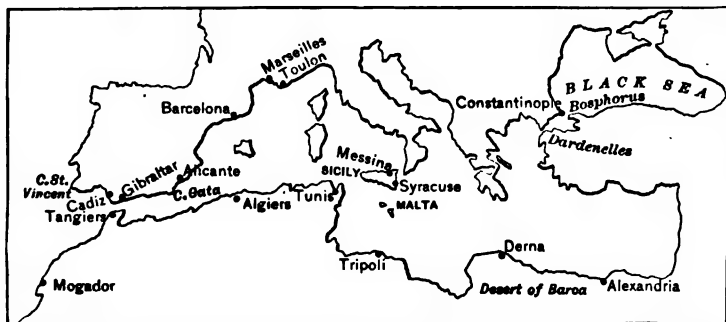 Marseilles
Toulon
BLACK SEA
Constantinople
Bosphorus
Barcelona
Dardenelles
Messina
Alicante
SICILY
C. St.
Vincent
Gibraltar
Cadiz
C. Gata
Syracuse
Tangiers
Algiers
Tunis
MALTA
Derna
Tripoli
Mogador
Desert of Baroa
Alexandria